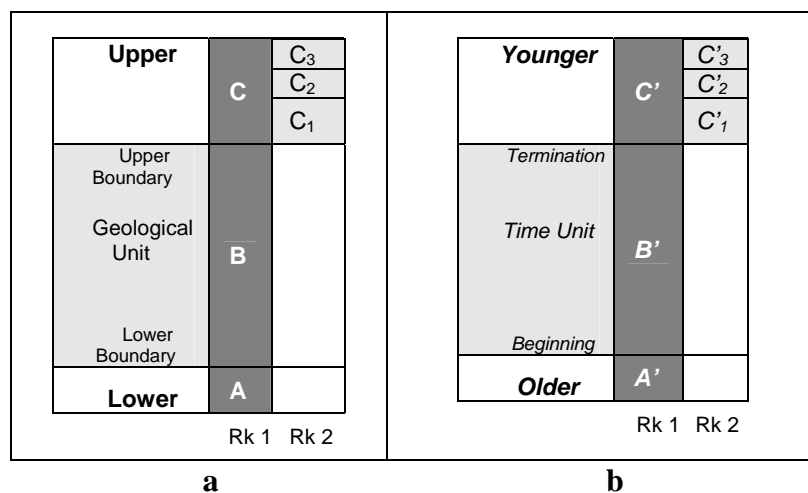 Upper
C
C3
C2
C1
Upper
Boundary
Geological
Unit
B
Lower
Boundary
Lower
A
Rk 1 Rk 2
a
Younger
C'
C'3
C'2
C'1
Termination
Time Unit
B'
Beginning
Older
A'
Rk 1 Rk 2
b